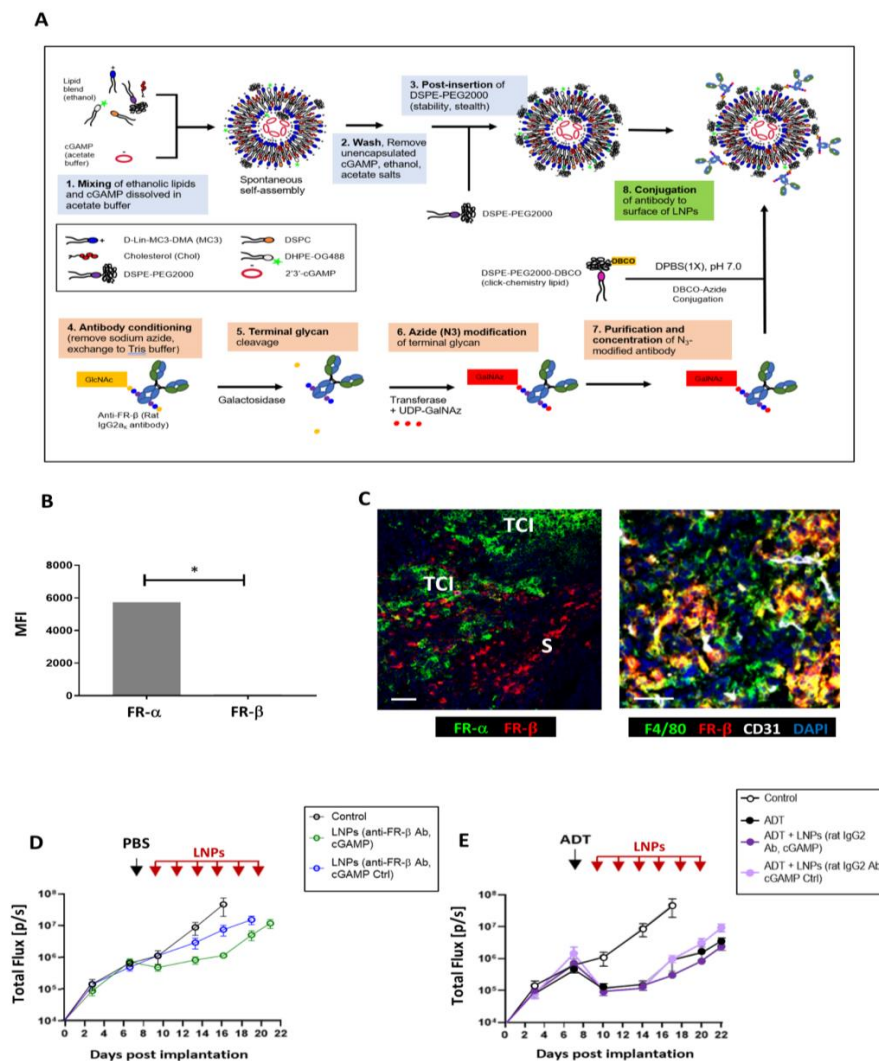 A
Lipid
blend
(ethanol)
cGAMP
(acetate
buffer)
1. Mixing of ethanolic lipids
and cGAMP dissolved in
acetate buffer
Spontaneous
self-assembly
2. Wash, Remove
unencapsulated
cGAMP, ethanol,
acetate salts
3. Post-insertion of
DSPE-PEG2000
(stability, stealth)
DSPE-PEG2000
8. Conjugation
of antibody to
surface of LNPs
D-Lin-MC3-DMA (MC3)
Cholesterol (Chol)
DSPE-PEG2000
DSPC
DHPE-OG488
2'3'-cGAMP
DSPE-PEG2000-DBCO
(click-chemistry lipid)
DBCO
DPBS(1X), pH 7.0
DBCO-Azide
Conjugation
4. Antibody conditioning
(remove sodium azide,
exchange to Tris buffer)
5. Terminal glycan
cleavage
6. Azide (N3) modification
of terminal glycan
7. Purification and
concentration of N3-
modified antibody
GlcNAc
Anti-FR-β (Rat
IgG2aκ antibody)
Galactosidase
Transferase
+ UDP-GalNAz
GalNAc
GalNAc
B
MFI
8000
6000
4000
2000
0
*
FR-α
FR-β
C
TCI
TCI
S
FR-α FR-β
F4/80 FR-β CD31 DAPI
D
PBS
LNPs
Control
LNPs (anti-FR-β Ab,
cGAMP)
LNPs (anti-FR-β Ab,
cGAMP Ctrl)
Total Flux [p/s]
10⁸
10⁷
10⁶
10⁵
10⁴
0 2 4 6 8 10 12 14 16 18 20 22
Days post implantation
E
ADT
LNPs
Control
ADT
ADT + LNPs (rat IgG2
Ab, cGAMP)
ADT + LNPs (rat IgG2 Ab
cGAMP Ctrl)
Total Flux [p/s]
10⁸
10⁷
10⁶
10⁵
10⁴
0 2 4 6 8 10 12 14 16 18 20 22
Days post implantation